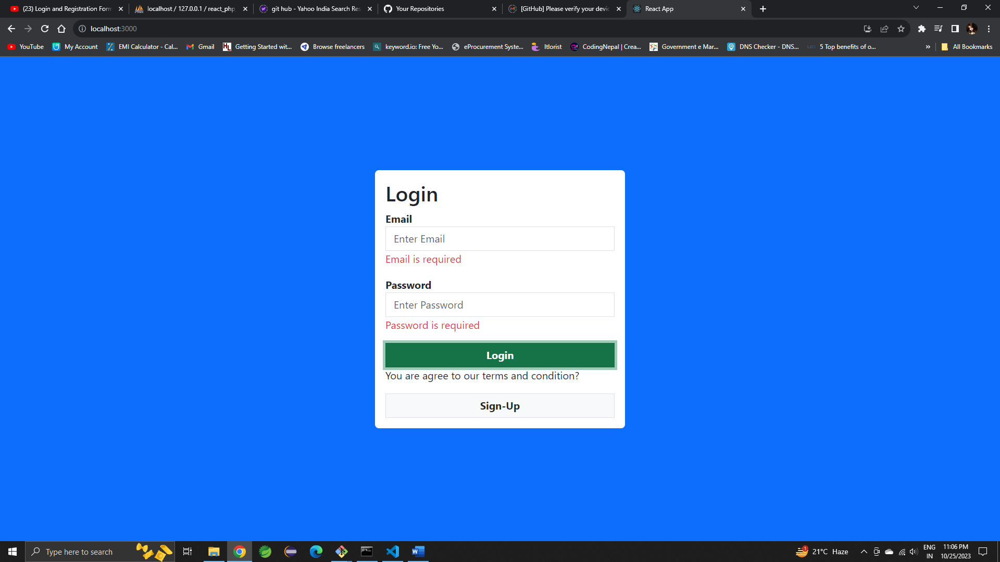 (23) Login and Registration Form
localhost / 127.0.0.1 / react_php_
git hub - Yahoo India Search Res
Your Repositories
[GitHub] Please verify your devic
React App
localhost:3000
YouTube
My Account
EMI Calculator - Cal...
Gmail
Getting Started wit...
Browse freelancers
keyword.io: Free Yo...
eProcurement Syste...
Itlorist
CodingNepal | Crea...
Government e Mar...
DNS Checker - DNS...
5 Top benefits of o...
»
All Bookmarks
Login
Email
Enter Email
Email is required
Password
Enter Password
Password is required
Login
You are agree to our terms and condition?
Sign-Up
Type here to search
1
21°C Haze
ENG
IN
11:06 PM
10/25/2023